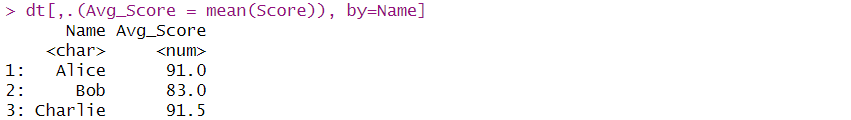 > dt[,.(Avg_Score = mean(Score)), by=Name]
      Name Avg_Score
    <char>     <num>
1:   Alice      91.0
2:     Bob      83.0
3: Charlie      91.5